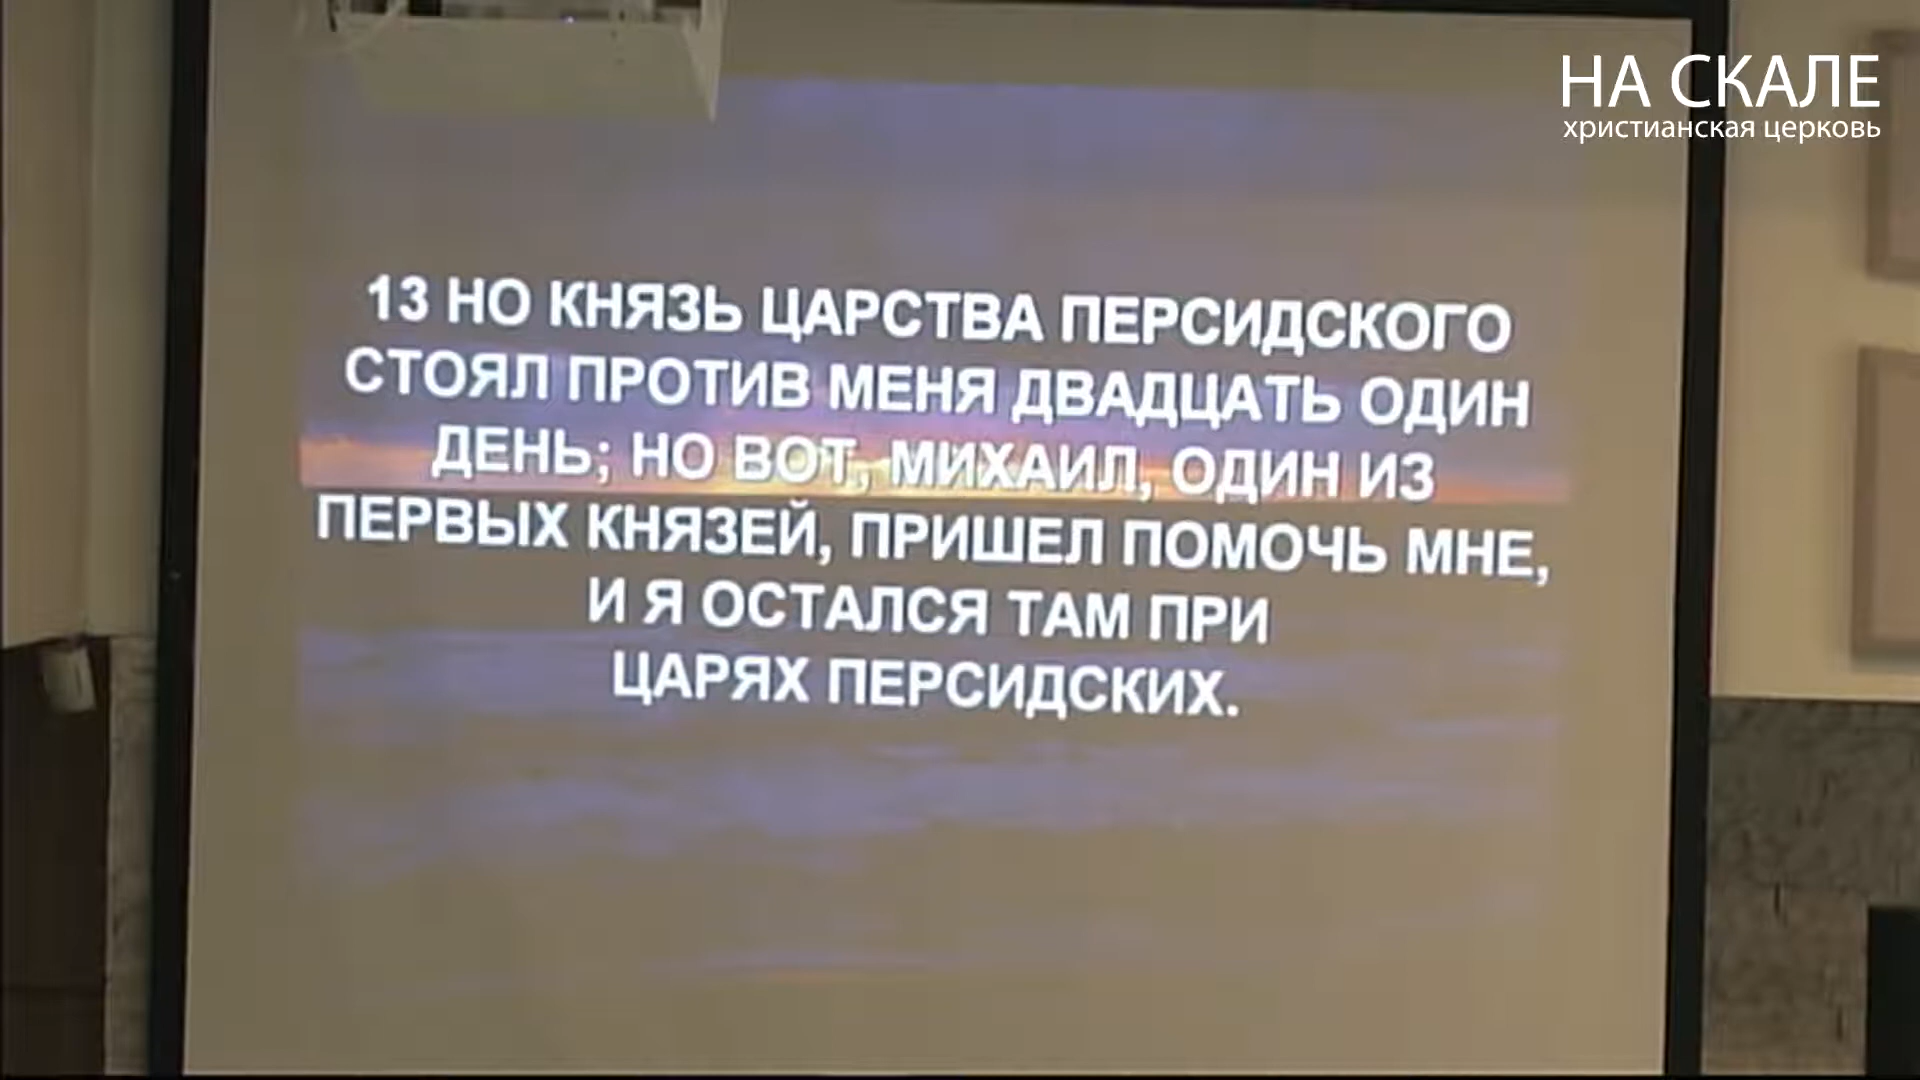 НА СКАЛЕ
христианская церковь
13 НО КНЯЗЬ ЦАРСТВА ПЕРСИДСКОГО
СТОЯЛ ПРОТИВ МЕНЯ ДВАДЦАТЬ ОДИН
ДЕНЬ; НО ВОТ, МИХАИЛ, ОДИН ИЗ
ПЕРВЫХ КНЯЗЕЙ, ПРИШЕЛ ПОМОЧЬ МНЕ,
И Я ОСТАЛСЯ ТАМ ПРИ
ЦАРЯХ ПЕРСИДСКИХ.